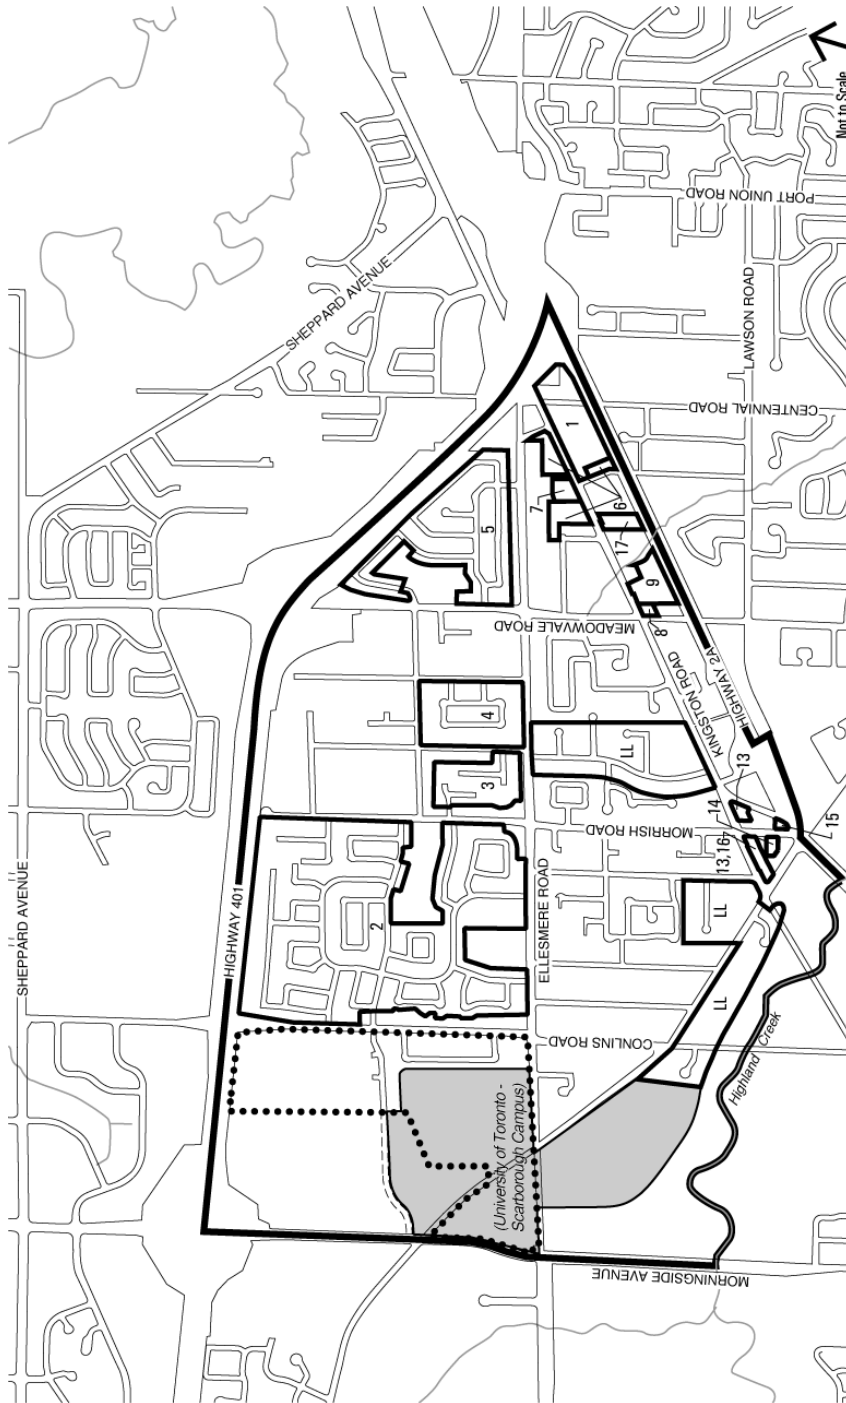 Not to Scale
PORT UNION ROAD
SHEPPARD AVENUE
LAWSON ROAD
CENTENNIAL ROAD
1
7
6
5
17
9
8
MEADOWVALE ROAD
HIGHWAY 2A
KINGSTON ROAD
4
LL
3
13
14
MORRISH ROAD
13,16
15
SHEPPARD AVENUE
HIGHWAY 401
2
ELLESMERE ROAD
LL
LL
CONLINS ROAD
Highland Creek
(University of Toronto -
Scarborough Campus)
MORNINGSIDE AVENUE